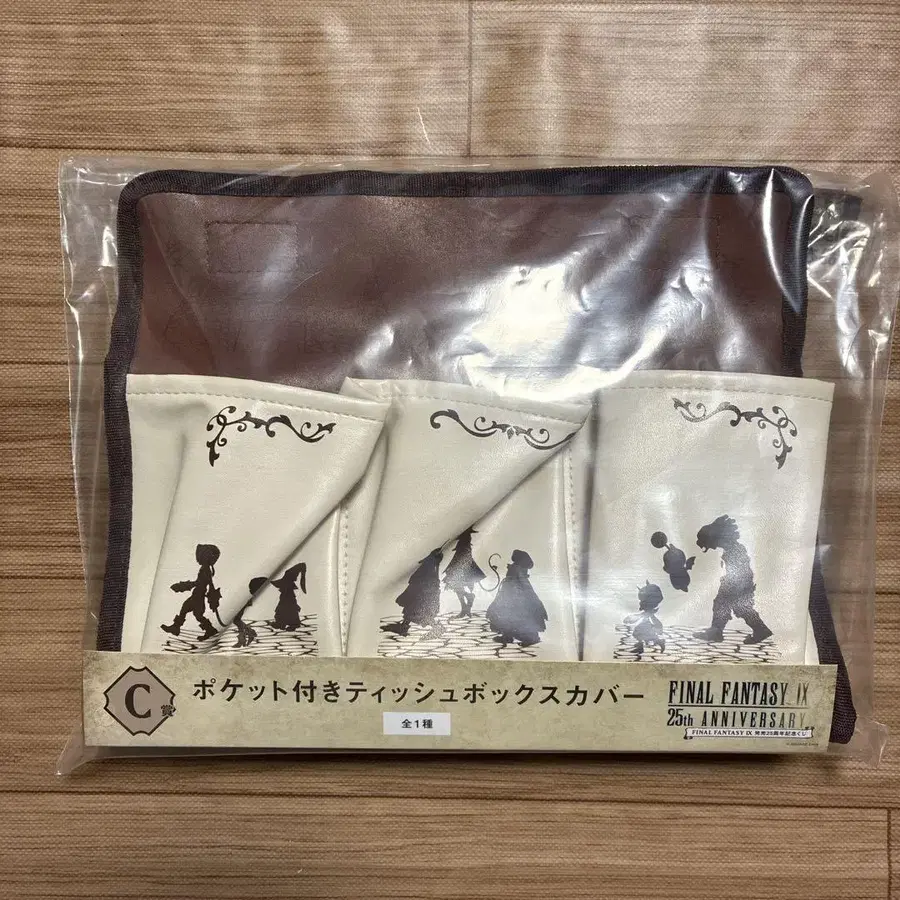 C賞
ポケット付きティッシュボックスカバー
全1種
FINAL FANTASY IX
25th ANNIVERSARY
FINAL FANTASY IX 発売25周年記念くじ